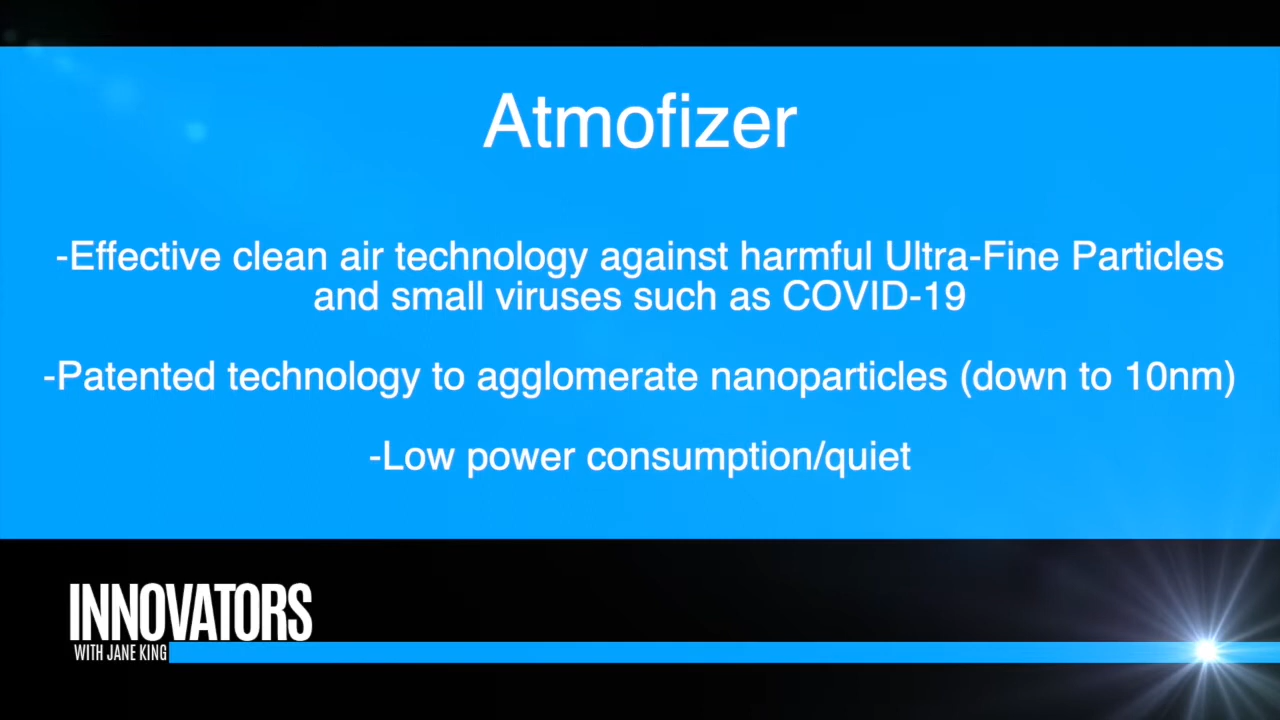 Atmofizer
-Effective clean air technology against harmful Ultra-Fine Particles
and small viruses such as COVID-19
-Patented technology to agglomerate nanoparticles (down to 10nm)
-Low power consumption/quiet
INNOVATORS
WITH JANE KING